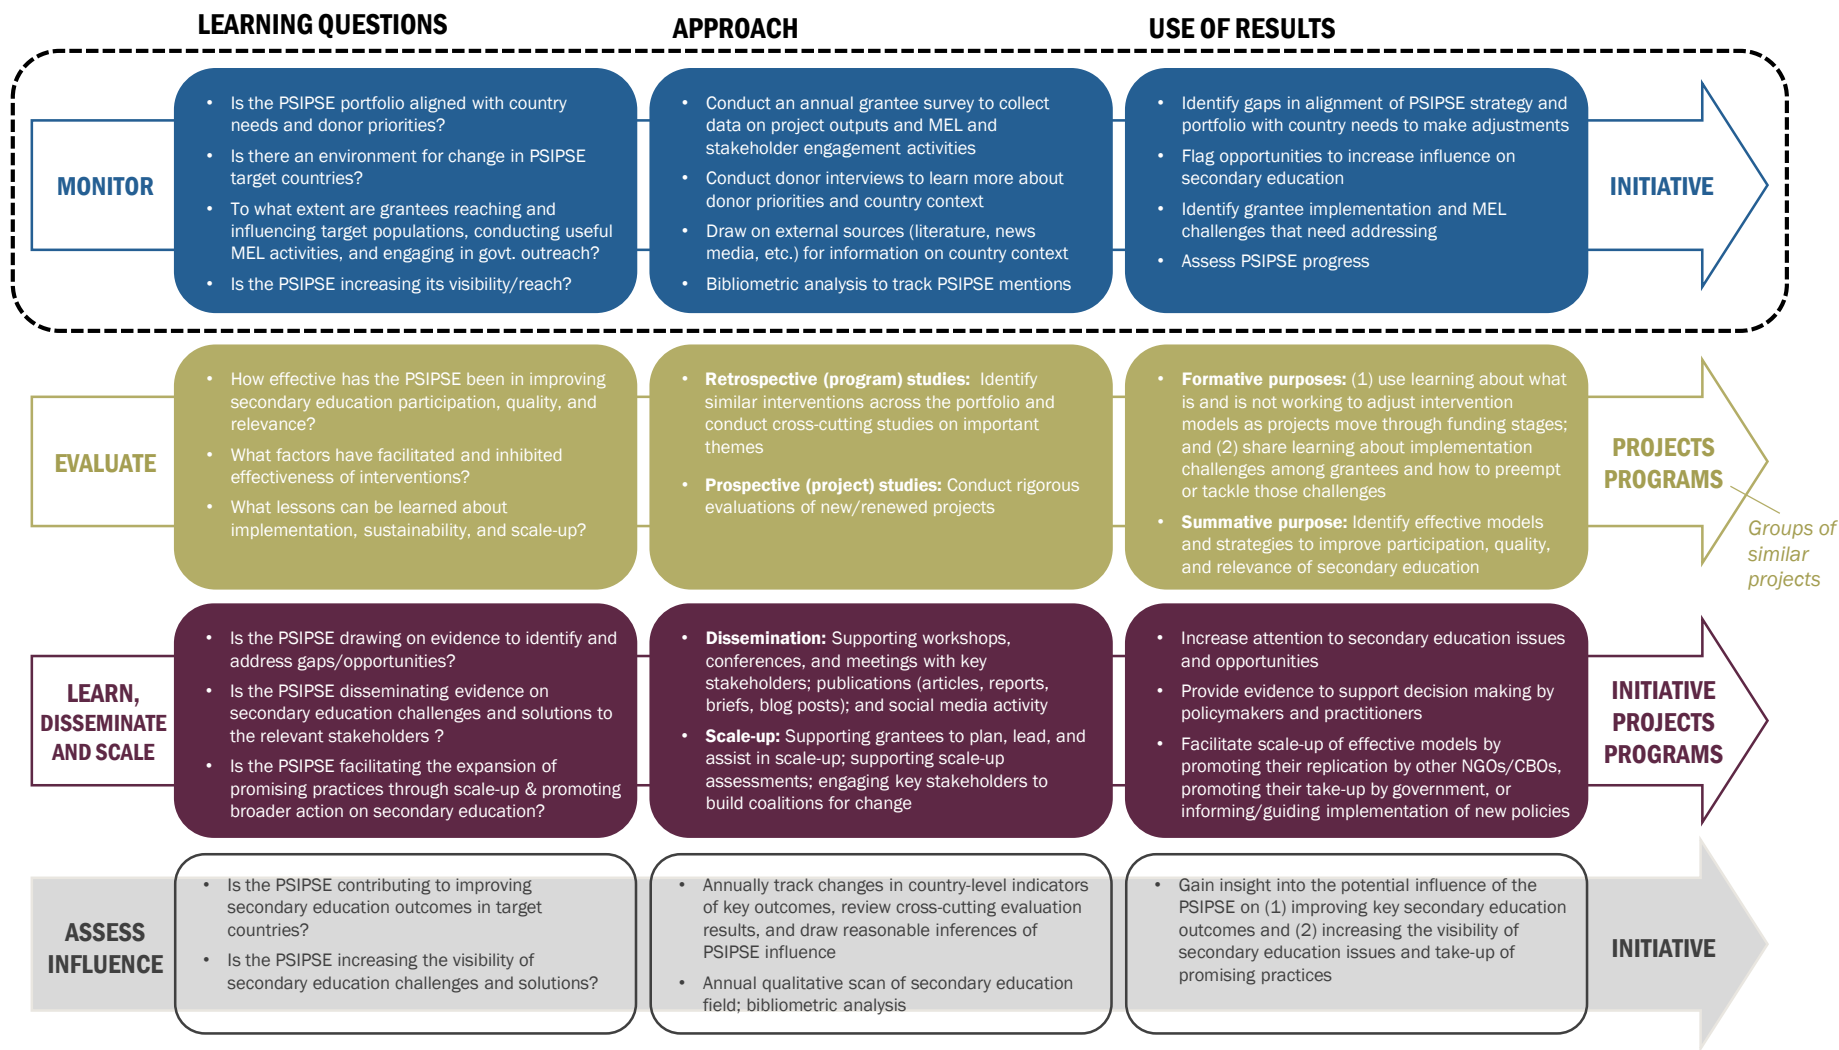 LEARNING QUESTIONS
APPROACH
USE OF RESULTS
MONITOR
• Is the PSIPSE portfolio aligned with country
needs and donor priorities?
• Is there an environment for change in PSIPSE
target countries?
• To what extent are grantees reaching and
influencing target populations, conducting useful
MEL activities, and engaging in govt. outreach?
• Is the PSIPSE increasing its visibility/reach?
• Conduct an annual grantee survey to collect
data on project outputs and MEL and
stakeholder engagement activities
• Conduct donor interviews to learn more about
donor priorities and country context
• Draw on external sources (literature, news
media, etc.) for information on country context
• Bibliometric analysis to track PSIPSE mentions
• Identify gaps in alignment of PSIPSE strategy and
portfolio with country needs to make adjustments
• Flag opportunities to increase influence on
secondary education
• Identify grantee implementation and MEL
challenges that need addressing
• Assess PSIPSE progress
INITIATIVE
EVALUATE
• How effective has the PSIPSE been in improving
secondary education participation, quality, and
relevance?
• What factors have facilitated and inhibited
effectiveness of interventions?
• What lessons can be learned about
implementation, sustainability, and scale-up?
• Retrospective (program) studies: Identify
similar interventions across the portfolio and
conduct cross-cutting studies on important
themes
• Prospective (project) studies: Conduct rigorous
evaluations of new/renewed projects
• Formative purposes: (1) use learning about what
is and is not working to adjust intervention
models as projects move through funding stages;
and (2) share learning about implementation
challenges among grantees and how to preempt
or tackle those challenges
• Summative purpose: Identify effective models
and strategies to improve participation, quality,
and relevance of secondary education
PROJECTS
PROGRAMS
Groups of
similar
projects
LEARN,
DISSEMINATE
AND SCALE
• Is the PSIPSE drawing on evidence to identify and
address gaps/opportunities?
• Is the PSIPSE disseminating evidence on
secondary education challenges and solutions to
the relevant stakeholders ?
• Is the PSIPSE facilitating the expansion of
promising practices through scale-up & promoting
broader action on secondary education?
• Dissemination: Supporting workshops,
conferences, and meetings with key
stakeholders; publications (articles, reports,
briefs, blog posts); and social media activity
• Scale-up: Supporting grantees to plan, lead, and
assist in scale-up; supporting scale-up
assessments; engaging key stakeholders to
build coalitions for change
• Increase attention to secondary education issues
and opportunities
• Provide evidence to support decision making by
policymakers and practitioners
• Facilitate scale-up of effective models by
promoting their replication by other NGOs/CBOs,
promoting their take-up by government, or
informing/guiding implementation of new policies
INITIATIVE
PROJECTS
PROGRAMS
ASSESS
INFLUENCE
• Is the PSIPSE contributing to improving
secondary education outcomes in target
countries?
• Is the PSIPSE increasing the visibility of
secondary education challenges and solutions?
• Annually track changes in country-level indicators
of key outcomes, review cross-cutting evaluation
results, and draw reasonable inferences of
PSIPSE influence
• Annual qualitative scan of secondary education
field; bibliometric analysis
• Gain insight into the potential influence of the
PSIPSE on (1) improving key secondary education
outcomes and (2) increasing the visibility of
secondary education issues and take-up of
promising practices
INITIATIVE